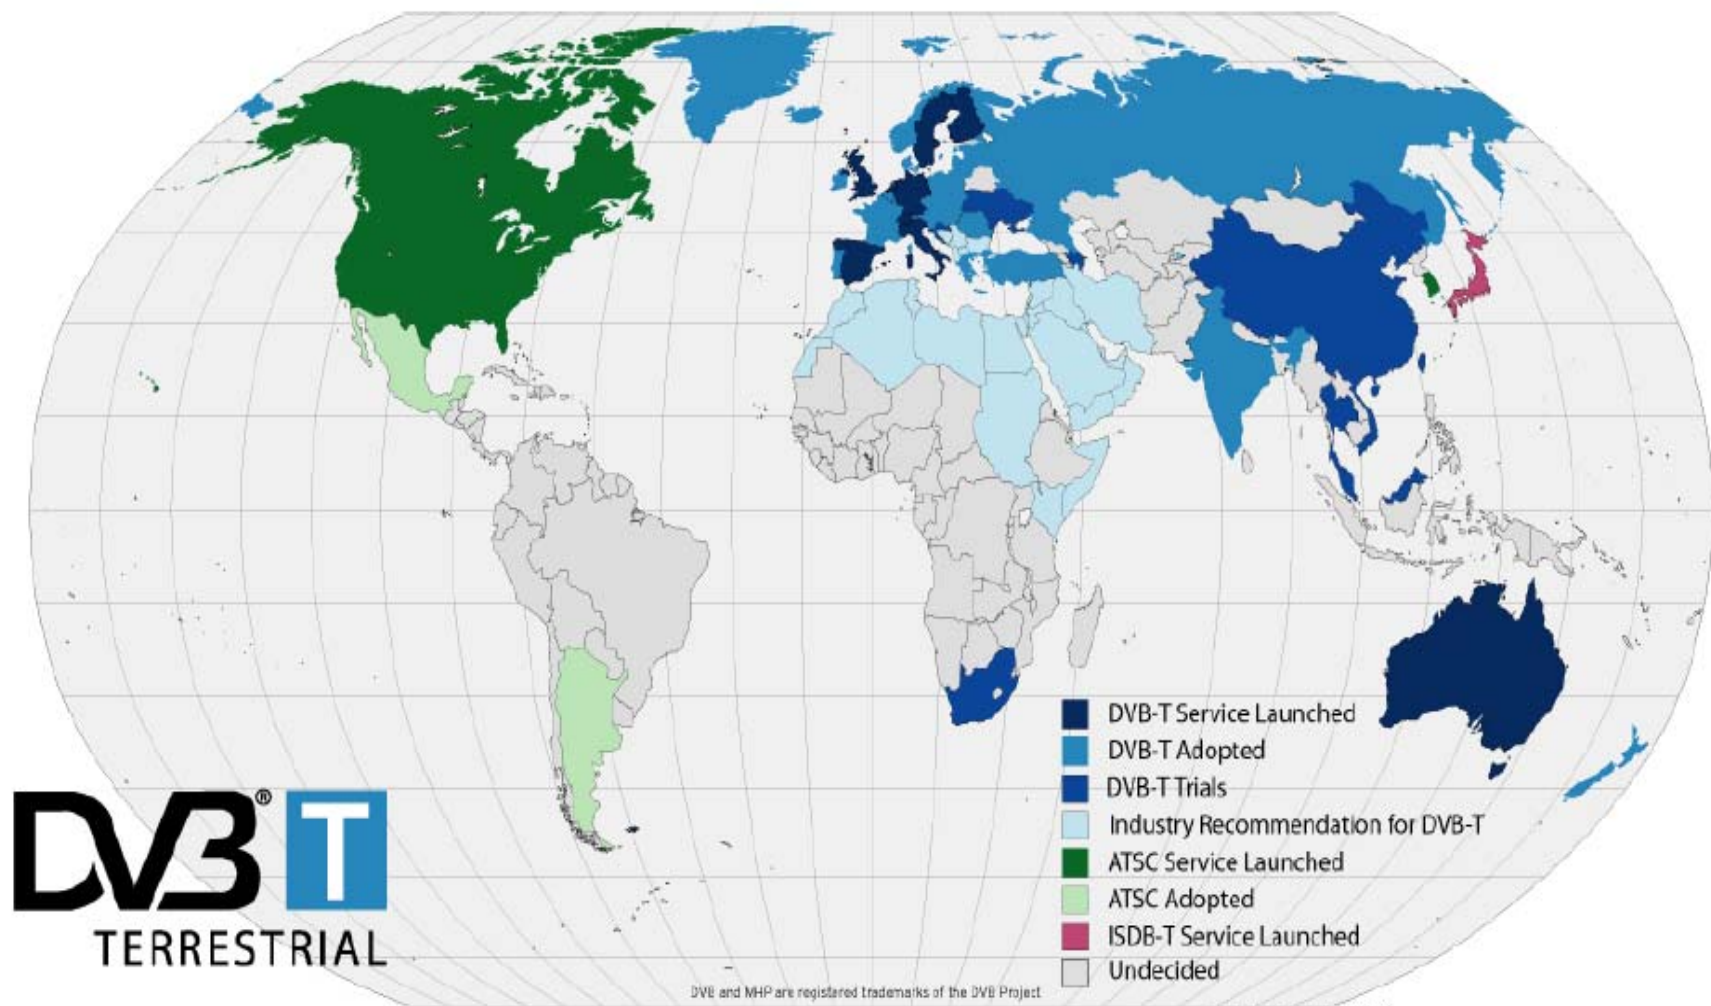 DVB-T Service Launched
DVB-T Adopted
DVB-T Trials
Industry Recommendation for DVB-T
ATSC Service Launched
ATSC Adopted
ISDB-T Service Launched
Undecided
DVB® T
TERRESTRIAL
DVB and MHP are registered trademarks of the DVB Project